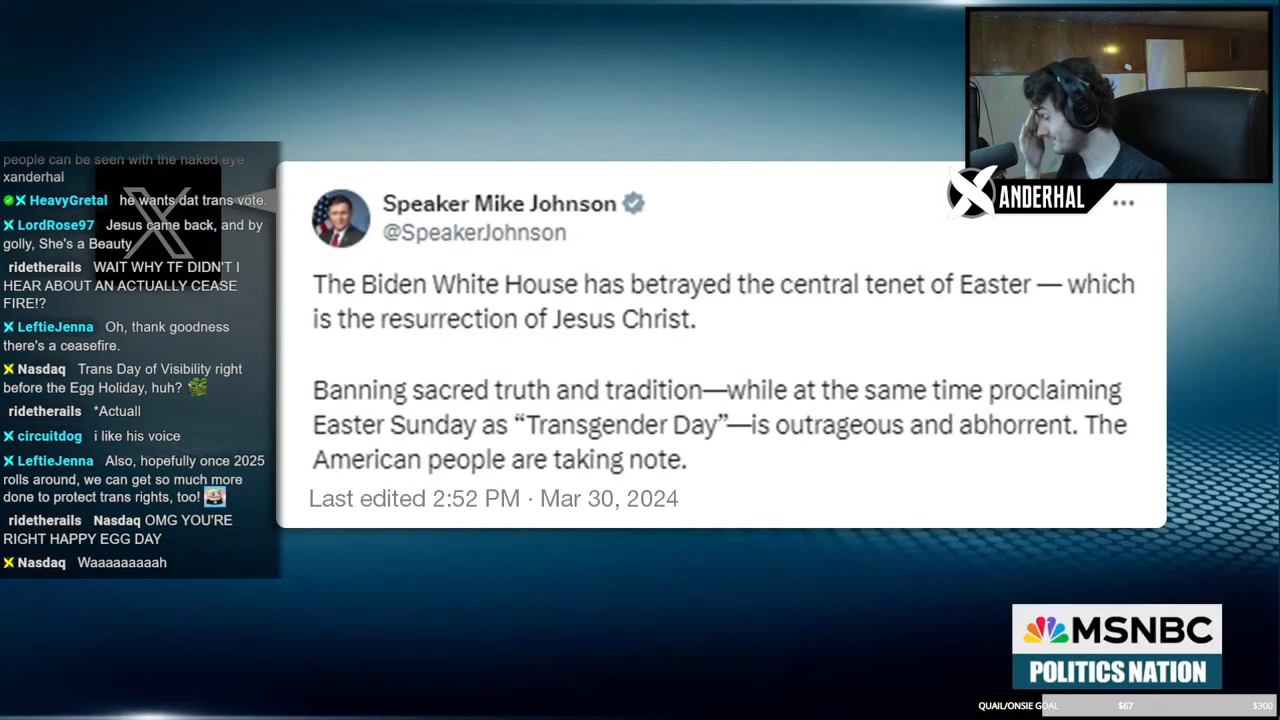 people can be seen with the naked eye
xanderhal
HeavyGretal he wants dat trans vote.
LordRose97 Jesus came back, and by
golly, She's a Beauty
ridetherails WAIT WHY TF DIDN'T I
HEAR ABOUT AN ACTUALLY CEASE
FIRE!?
LeftieJenna Oh, thank goodness
there's a ceasefire.
Nasdaq Trans Day of Visibility right
before the Egg Holiday, huh?
ridetherails *Actuall
circuitdog i like his voice
LeftieJenna Also, hopefully once 2025
rolls around, we can get so much more
done to protect trans rights, too!
ridetherails Nasdaq OMG YOU'RE
RIGHT HAPPY EGG DAY
Nasdaq Waaaaaaaaah
Speaker Mike Johnson
@SpeakerJohnson
The Biden White House has betrayed the central tenet of Easter — which
is the resurrection of Jesus Christ.
Banning sacred truth and tradition—while at the same time proclaiming
Easter Sunday as “Transgender Day”—is outrageous and abhorrent. The
American people are taking note.
Last edited 2:52 PM · Mar 30, 2024
XANDERHAL
MSNBC
POLITICS NATION
QUAIL/ONSIE GOAL $67 $300